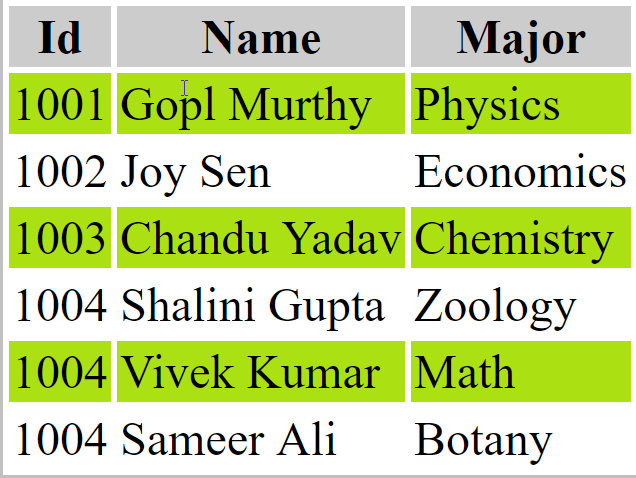 Id Name Major
1001 Gopl Murthy Physics
1002 Joy Sen Economics
1003 Chandu Yadav Chemistry
1004 Shalini Gupta Zoology
1004 Vivek Kumar Math
1004 Sameer Ali Botany